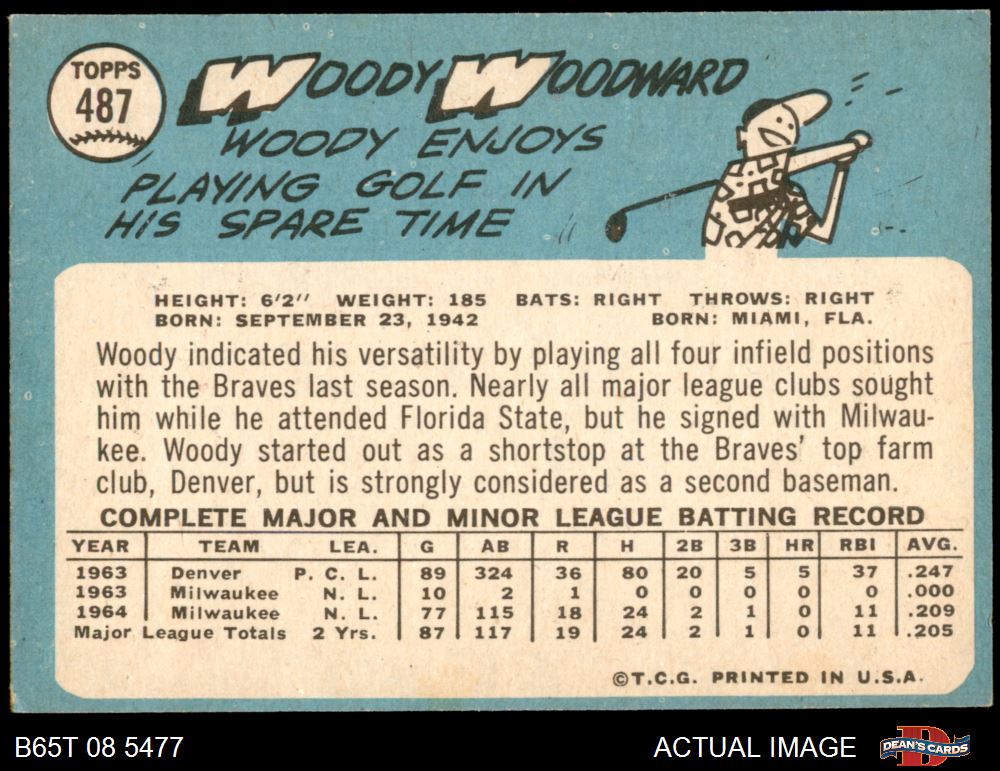 TOPPS
487
WOODY WOODWARD
WOODY ENJOYS
PLAYING GOLF IN
HIS SPARE TIME
HEIGHT: 6'2" WEIGHT: 185 BATS: RIGHT THROWS: RIGHT
BORN: SEPTEMBER 23, 1942 BORN: MIAMI, FLA.
Woody indicated his versatility by playing all four infield positions
with the Braves last season. Nearly all major league clubs sought
him while he attended Florida State, but he signed with Milwau-
kee. Woody started out as a shortstop at the Braves' top farm
club, Denver, but is strongly considered as a second baseman.
COMPLETE MAJOR AND MINOR LEAGUE BATTING RECORD
YEAR TEAM LEA. G AB R H 2B 3B HR RBI AVG.
1963 Denver P. C. L. 89 324 36 80 20 5 5 37 .247
1963 Milwaukee N. L. 10 2 1 0 0 0 0 0 .000
1964 Milwaukee N. L. 77 115 18 24 2 1 0 11 .209
Major League Totals 2 Yrs. 87 117 19 24 2 1 0 11 .205
©T.C.G. PRINTED IN U.S.A.
B65T 08 5477 ACTUAL IMAGE DEAN'S CARDS